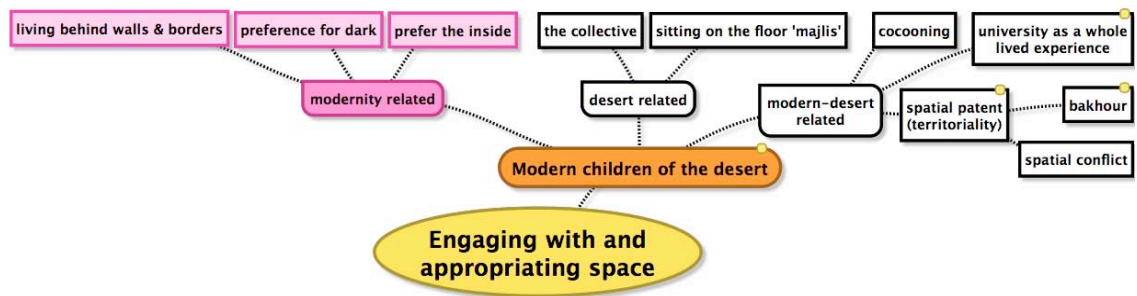 living behind walls & borders
preference for dark
prefer the inside
the collective
sitting on the floor 'majlis'
cocooning
university as a whole
lived experience
modernity related
desert related
modern-desert
related
spatial patent
(territoriality)
bakhour
spatial conflict
Modern children of the desert
Engaging with and
appropriating space